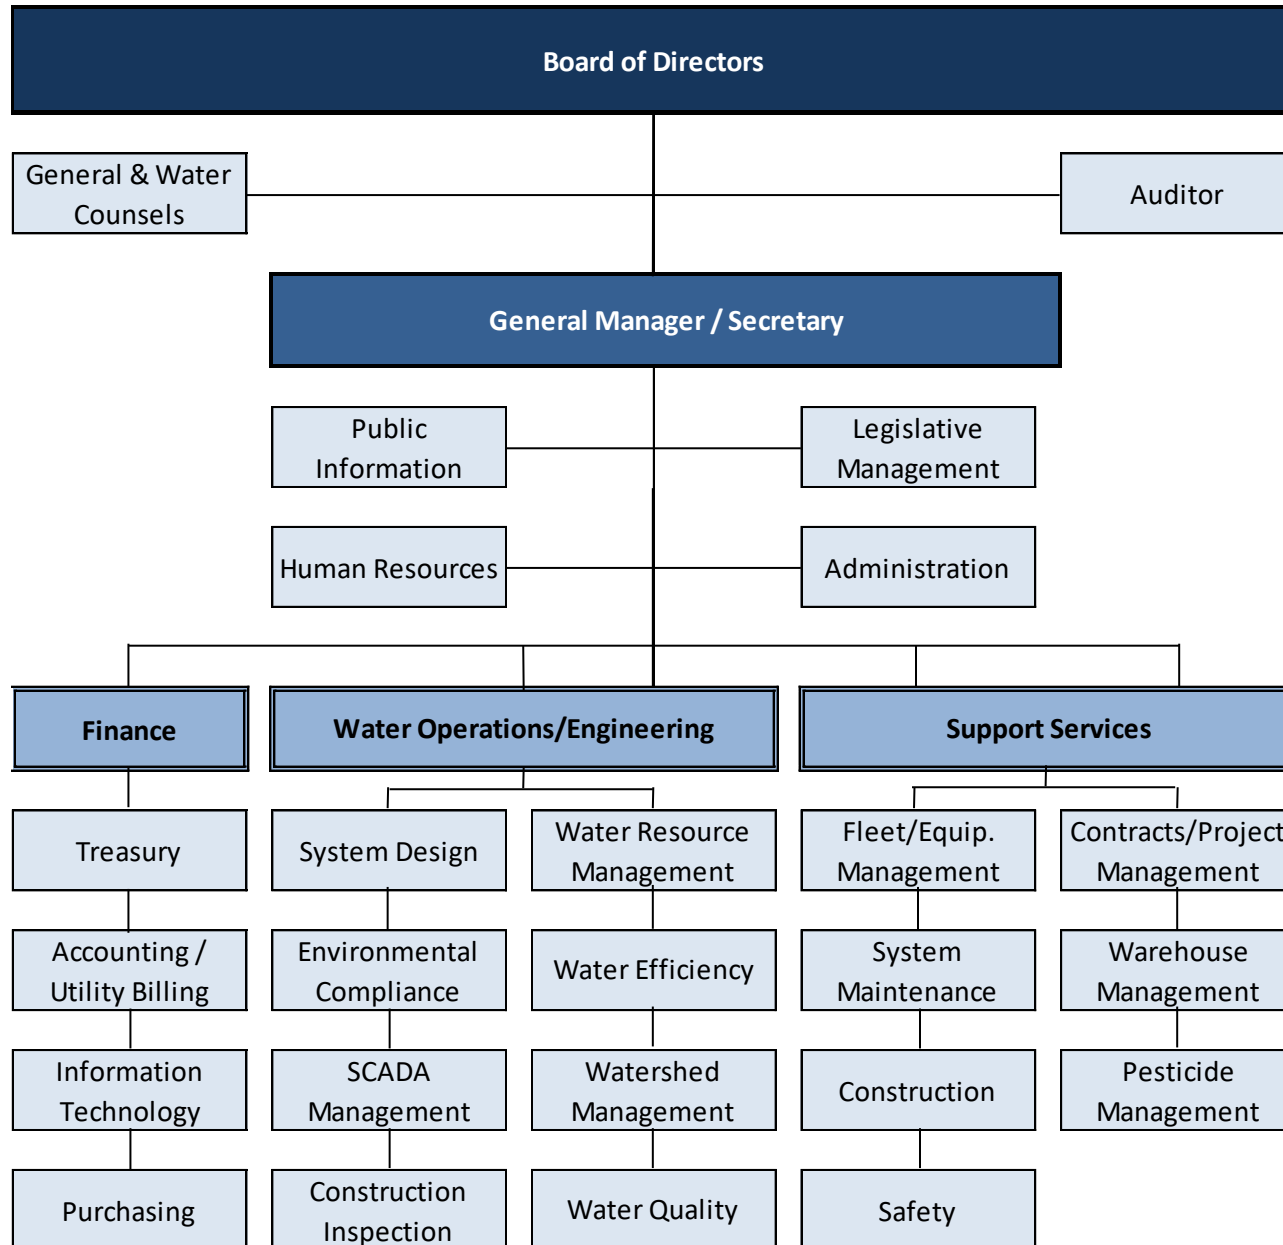 Board of Directors
General & Water
Counsels
Auditor
General Manager / Secretary
Public
Information
Legislative
Management
Human Resources
Administration
Finance
Water Operations/Engineering
Support Services
Treasury
System Design
Water Resource
Management
Fleet/Equip.
Management
Contracts/Project
Management
Accounting /
Utility Billing
Environmental
Compliance
Water Efficiency
System
Maintenance
Warehouse
Management
Information
Technology
SCADA
Management
Watershed
Management
Construction
Pesticide
Management
Purchasing
Construction
Inspection
Water Quality
Safety